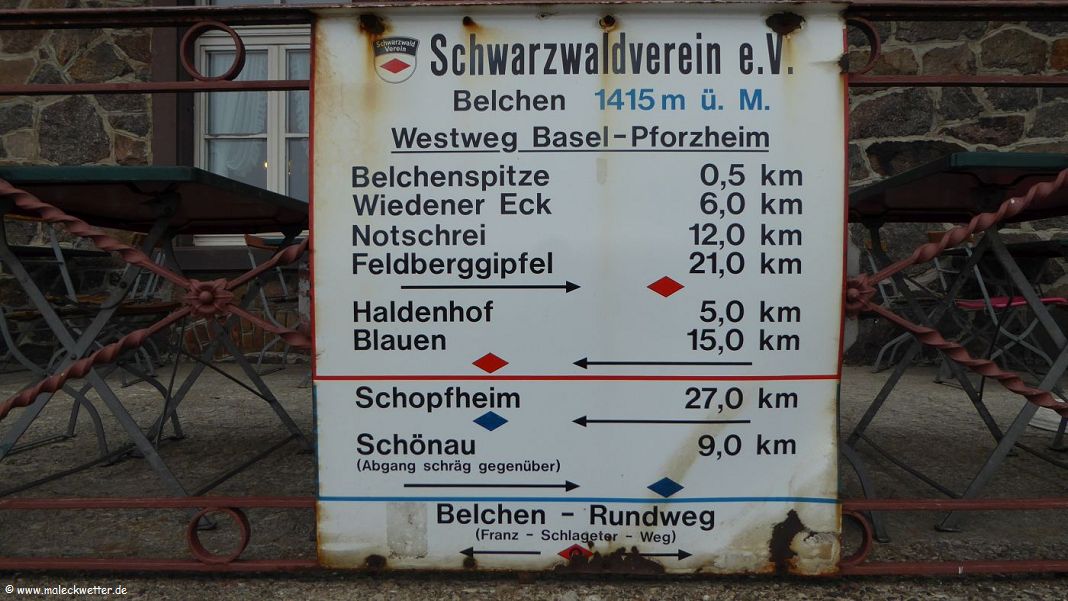 Schwarzwald
Verein
Schwarzwaldverein e.V.
Belchen 1415 m ü. M.
Westweg Basel - Pforzheim
Belchenspitze 0,5 km
Wiedener Eck 6,0 km
Notschrei 12,0 km
Feldberggipfel 21,0 km
Haldenhof 5,0 km
Blauen 15,0 km
Schopfheim 27,0 km
Schönau 9,0 km
(Abgang schräg gegenüber)
Belchen - Rundweg
(Franz - Schlageter - Weg)
© www.maleckwetter.de